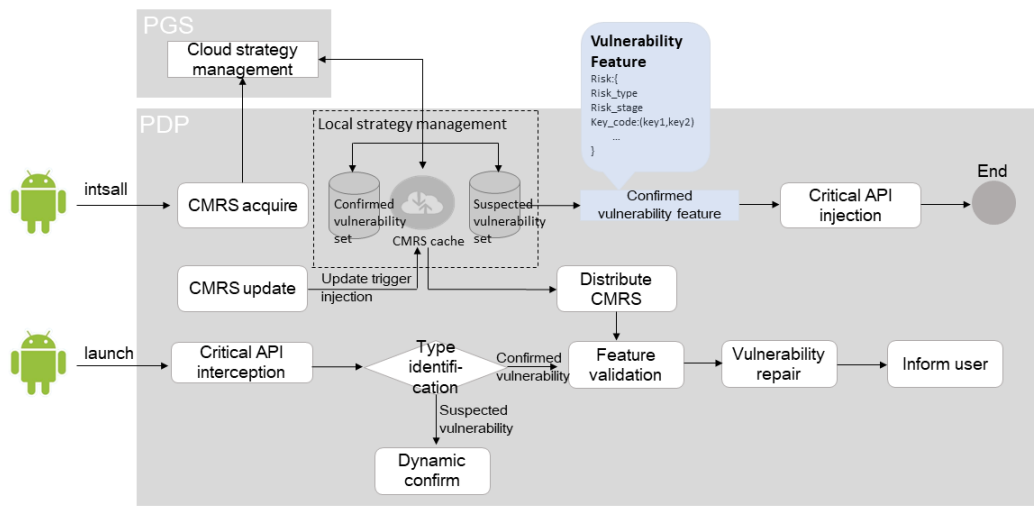 PGS
Cloud strategy
management
Vulnerability
Feature
Risk:{
Risk_type
Risk_stage
Key_code:(key1,key2)
...
}
PDP
Local strategy management
intsall
CMRS acquire
Confirmed
vulnerability
set
CMRS cache
Suspected
vulnerability
set
Confirmed
vulnerability feature
Critical API
injection
End
CMRS update
Update trigger
injection
Distribute
CMRS
launch
Critical API
interception
Type
identifi-
cation
Confirmed
vulnerability
Feature
validation
Vulnerability
repair
Inform user
Suspected
vulnerability
Dynamic
confirm